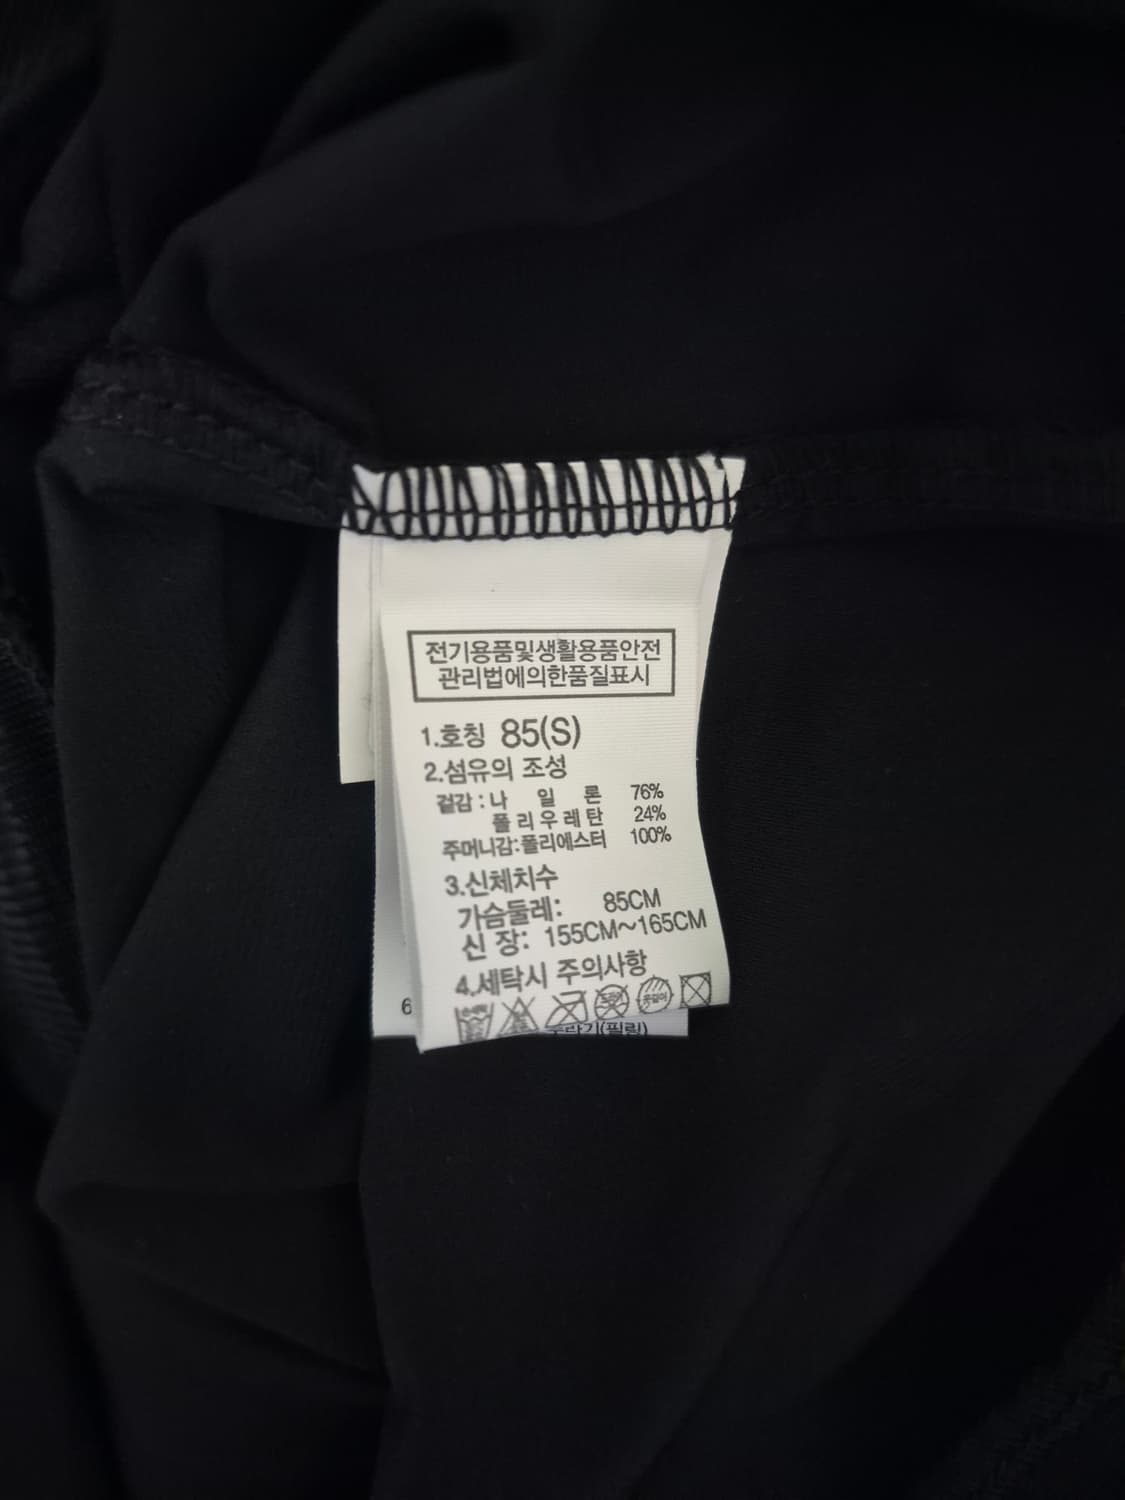 전기용품및생활용품안전
관리법에의한품질표시
1.호칭 85(S)
2.섬유의 조성
겉감 : 나 일 론 76%
폴 리 우 레 탄 24%
주머니감:폴리에스터 100%
3.신체치수
가슴둘레: 85CM
신 장: 155CM~165CM
4.세탁시 주의사항
6
(필링)